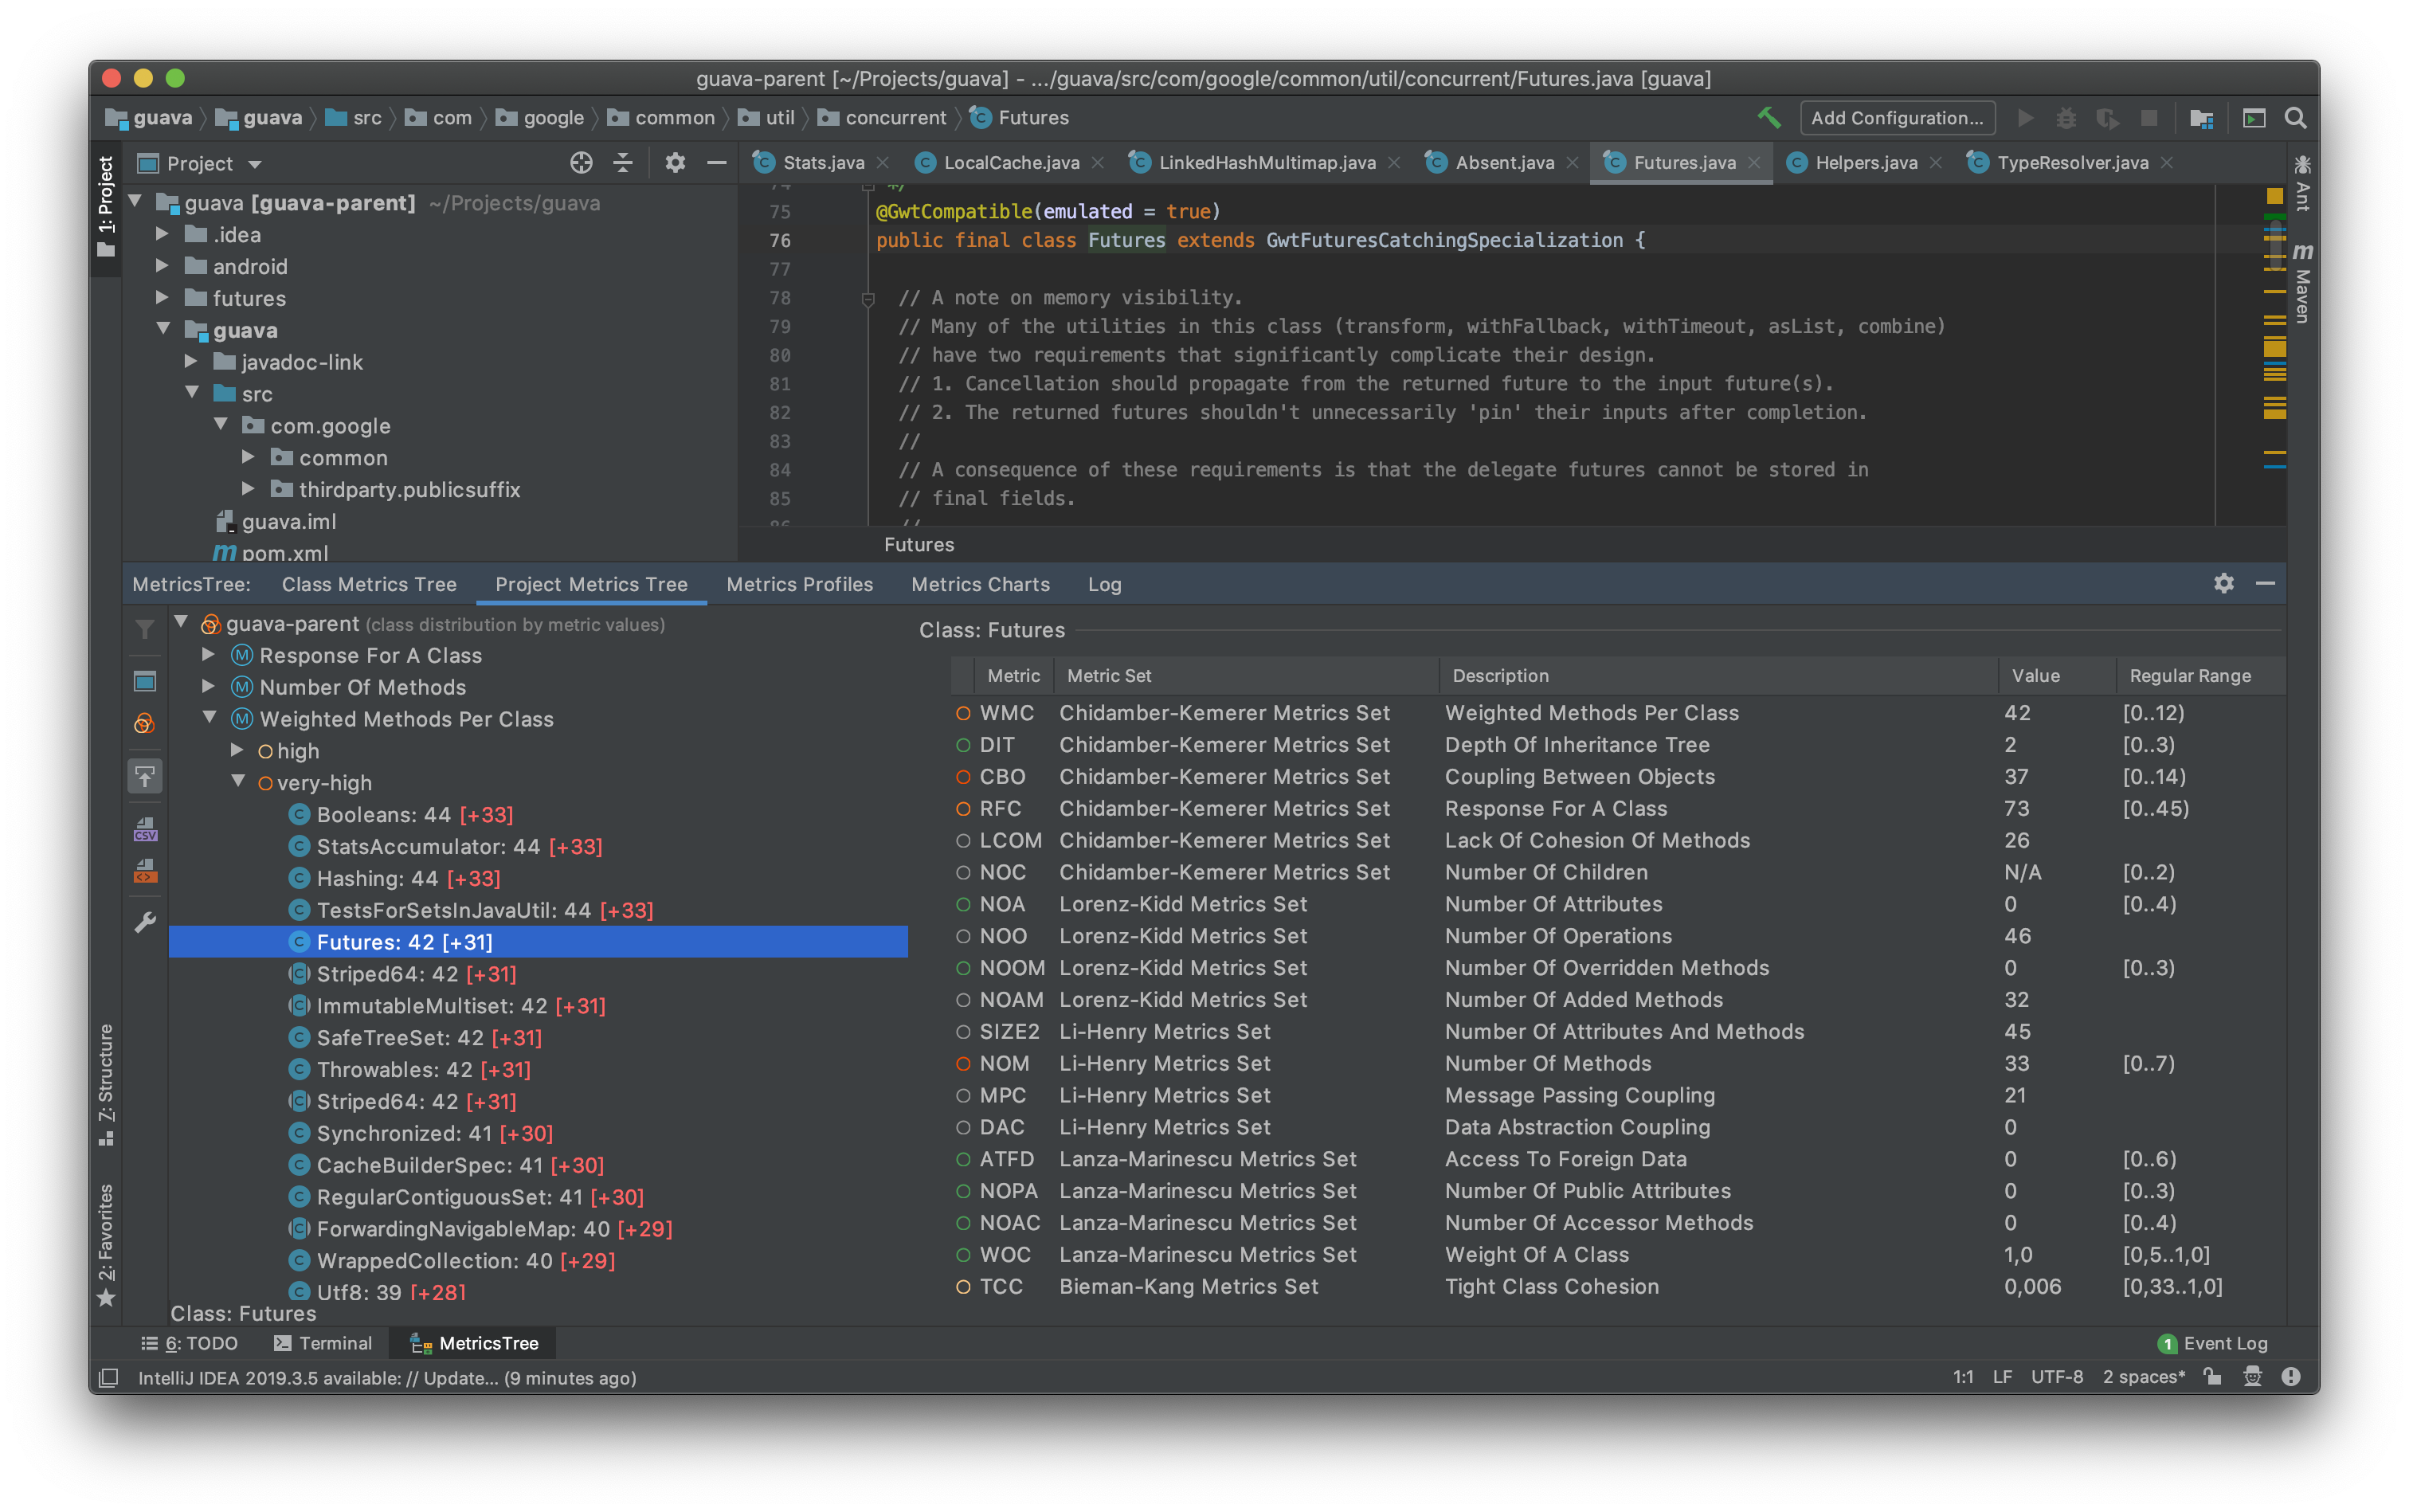 guava-parent [~/Projects/guava] - .../guava/src/com/google/common/util/concurrent/Futures.java [guava]
guava guava src com google common util concurrent Futures
Add Configuration...
1: Project
Project
Stats.java LocalCache.java LinkedHashMultimap.java Absent.java Futures.java Helpers.java TypeResolver.java
Ant
Maven
guava [guava-parent] ~/Projects/guava
.idea
android
futures
guava
javadoc-link
src
com.google
common
thirdparty.publicsuffix
guava.iml
pom.xml
74 */
75 @GwtCompatible(emulated = true)
76 public final class Futures extends GwtFuturesCatchingSpecialization {
77
78 // A note on memory visibility.
79 // Many of the utilities in this class (transform, withFallback, withTimeout, asList, combine)
80 // have two requirements that significantly complicate their design.
81 // 1. Cancellation should propagate from the returned future to the input future(s).
82 // 2. The returned futures shouldn't unnecessarily 'pin' their inputs after completion.
83 //
84 // A consequence of these requirements is that the delegate futures cannot be stored in
85 // final fields.
86 //
Futures
MetricsTree: Class Metrics Tree Project Metrics Tree Metrics Profiles Metrics Charts Log
guava-parent (class distribution by metric values)
Response For A Class
Number Of Methods
Weighted Methods Per Class
high
very-high
Booleans: 44 [+33]
StatsAccumulator: 44 [+33]
Hashing: 44 [+33]
TestsForSetsInJavaUtil: 44 [+33]
Futures: 42 [+31]
Striped64: 42 [+31]
ImmutableMultiset: 42 [+31]
SafeTreeSet: 42 [+31]
Throwables: 42 [+31]
Striped64: 42 [+31]
Synchronized: 41 [+30]
CacheBuilderSpec: 41 [+30]
RegularContiguousSet: 41 [+30]
ForwardingNavigableMap: 40 [+29]
WrappedCollection: 40 [+29]
Utf8: 39 [+28]
Class: Futures
CSV
7: Structure
2: Favorites
Class: Futures
Metric Metric Set Description Value Regular Range
WMC Chidamber-Kemerer Metrics Set Weighted Methods Per Class 42 [0..12)
DIT Chidamber-Kemerer Metrics Set Depth Of Inheritance Tree 2 [0..3)
CBO Chidamber-Kemerer Metrics Set Coupling Between Objects 37 [0..14)
RFC Chidamber-Kemerer Metrics Set Response For A Class 73 [0..45)
LCOM Chidamber-Kemerer Metrics Set Lack Of Cohesion Of Methods 26
NOC Chidamber-Kemerer Metrics Set Number Of Children N/A [0..2)
NOA Lorenz-Kidd Metrics Set Number Of Attributes 0 [0..4)
NOO Lorenz-Kidd Metrics Set Number Of Operations 46
NOOM Lorenz-Kidd Metrics Set Number Of Overridden Methods 0 [0..3)
NOAM Lorenz-Kidd Metrics Set Number Of Added Methods 32
SIZE2 Li-Henry Metrics Set Number Of Attributes And Methods 45
NOM Li-Henry Metrics Set Number Of Methods 33 [0..7)
MPC Li-Henry Metrics Set Message Passing Coupling 21
DAC Li-Henry Metrics Set Data Abstraction Coupling 0
ATFD Lanza-Marinescu Metrics Set Access To Foreign Data 0 [0..6)
NOPA Lanza-Marinescu Metrics Set Number Of Public Attributes 0 [0..3)
NOAC Lanza-Marinescu Metrics Set Number Of Accessor Methods 0 [0..4)
WOC Lanza-Marinescu Metrics Set Weight Of A Class 1,0 [0,5..1,0]
TCC Bieman-Kang Metrics Set Tight Class Cohesion 0,006 [0,33..1,0]
6: TODO Terminal MetricsTree 1 Event Log
IntelliJ IDEA 2019.3.5 available: // Update... (9 minutes ago) 1:1 LF UTF-8 2 spaces*